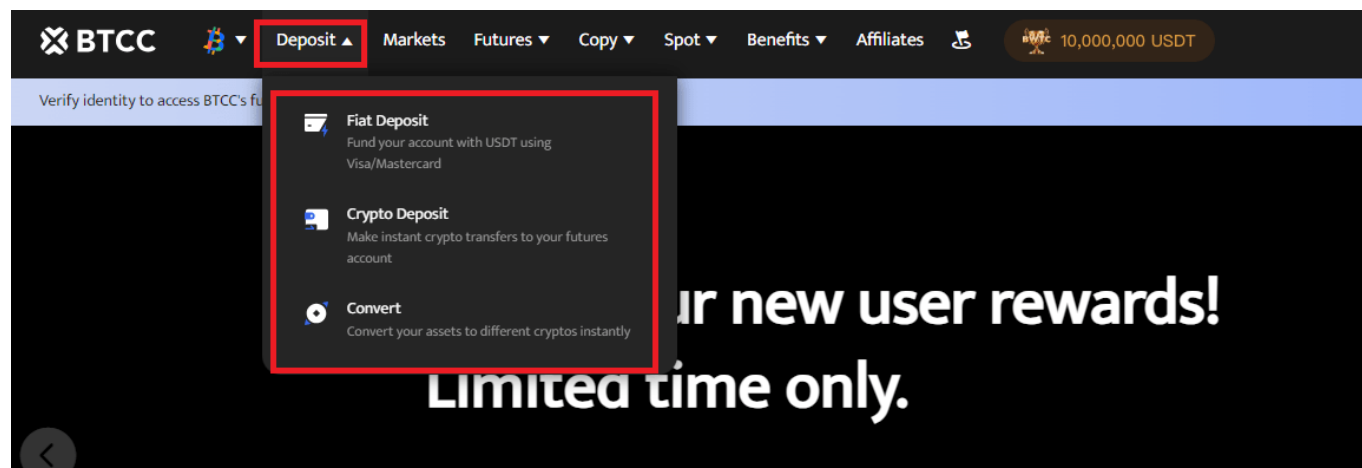 BTCC
Deposit
Markets
Futures
Copy
Spot
Benefits
Affiliates
10,000,000 USDT
Verify identity to access BTCC's
Fiat Deposit
Fund your account with USDT using
Visa/Mastercard
Crypto Deposit
Make instant crypto transfers to your futures
account
Convert
Convert your assets to different cryptos instantly
new user rewards!
Limited time only.